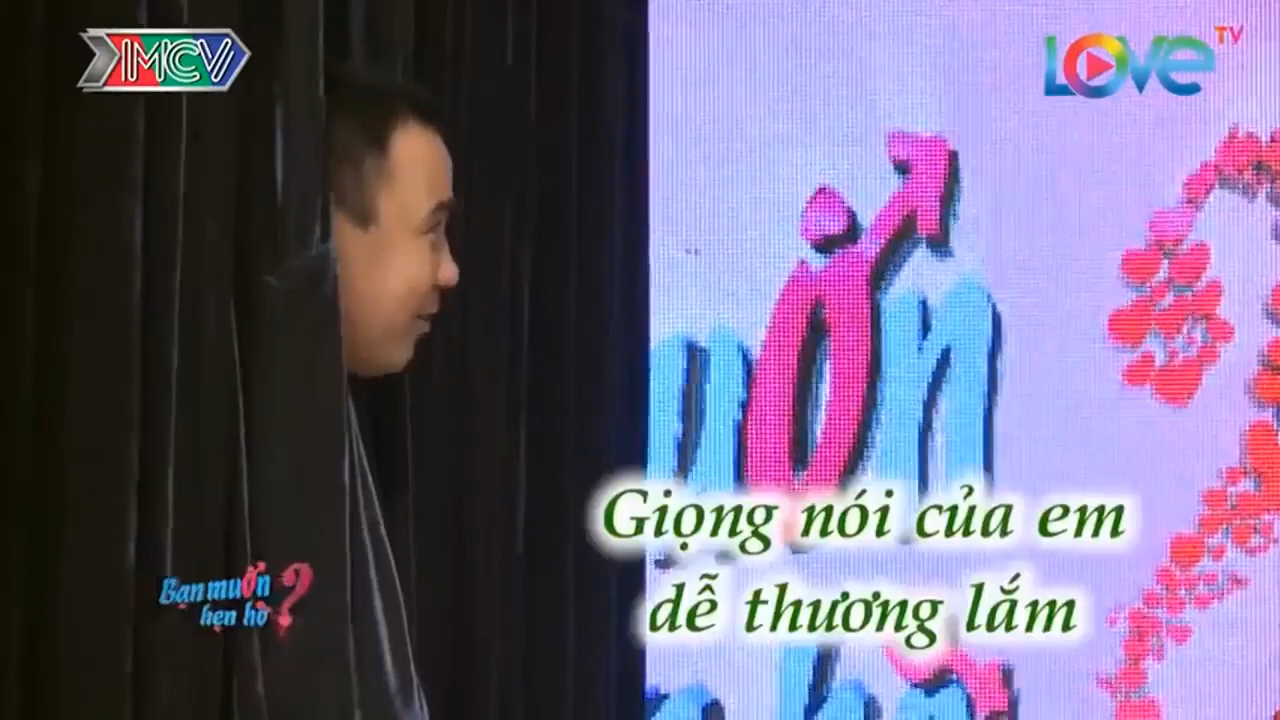 MCV
LOVE TV
Giọng nói của em
dễ thương lắm
Bạn muốn
hẹn hò ?